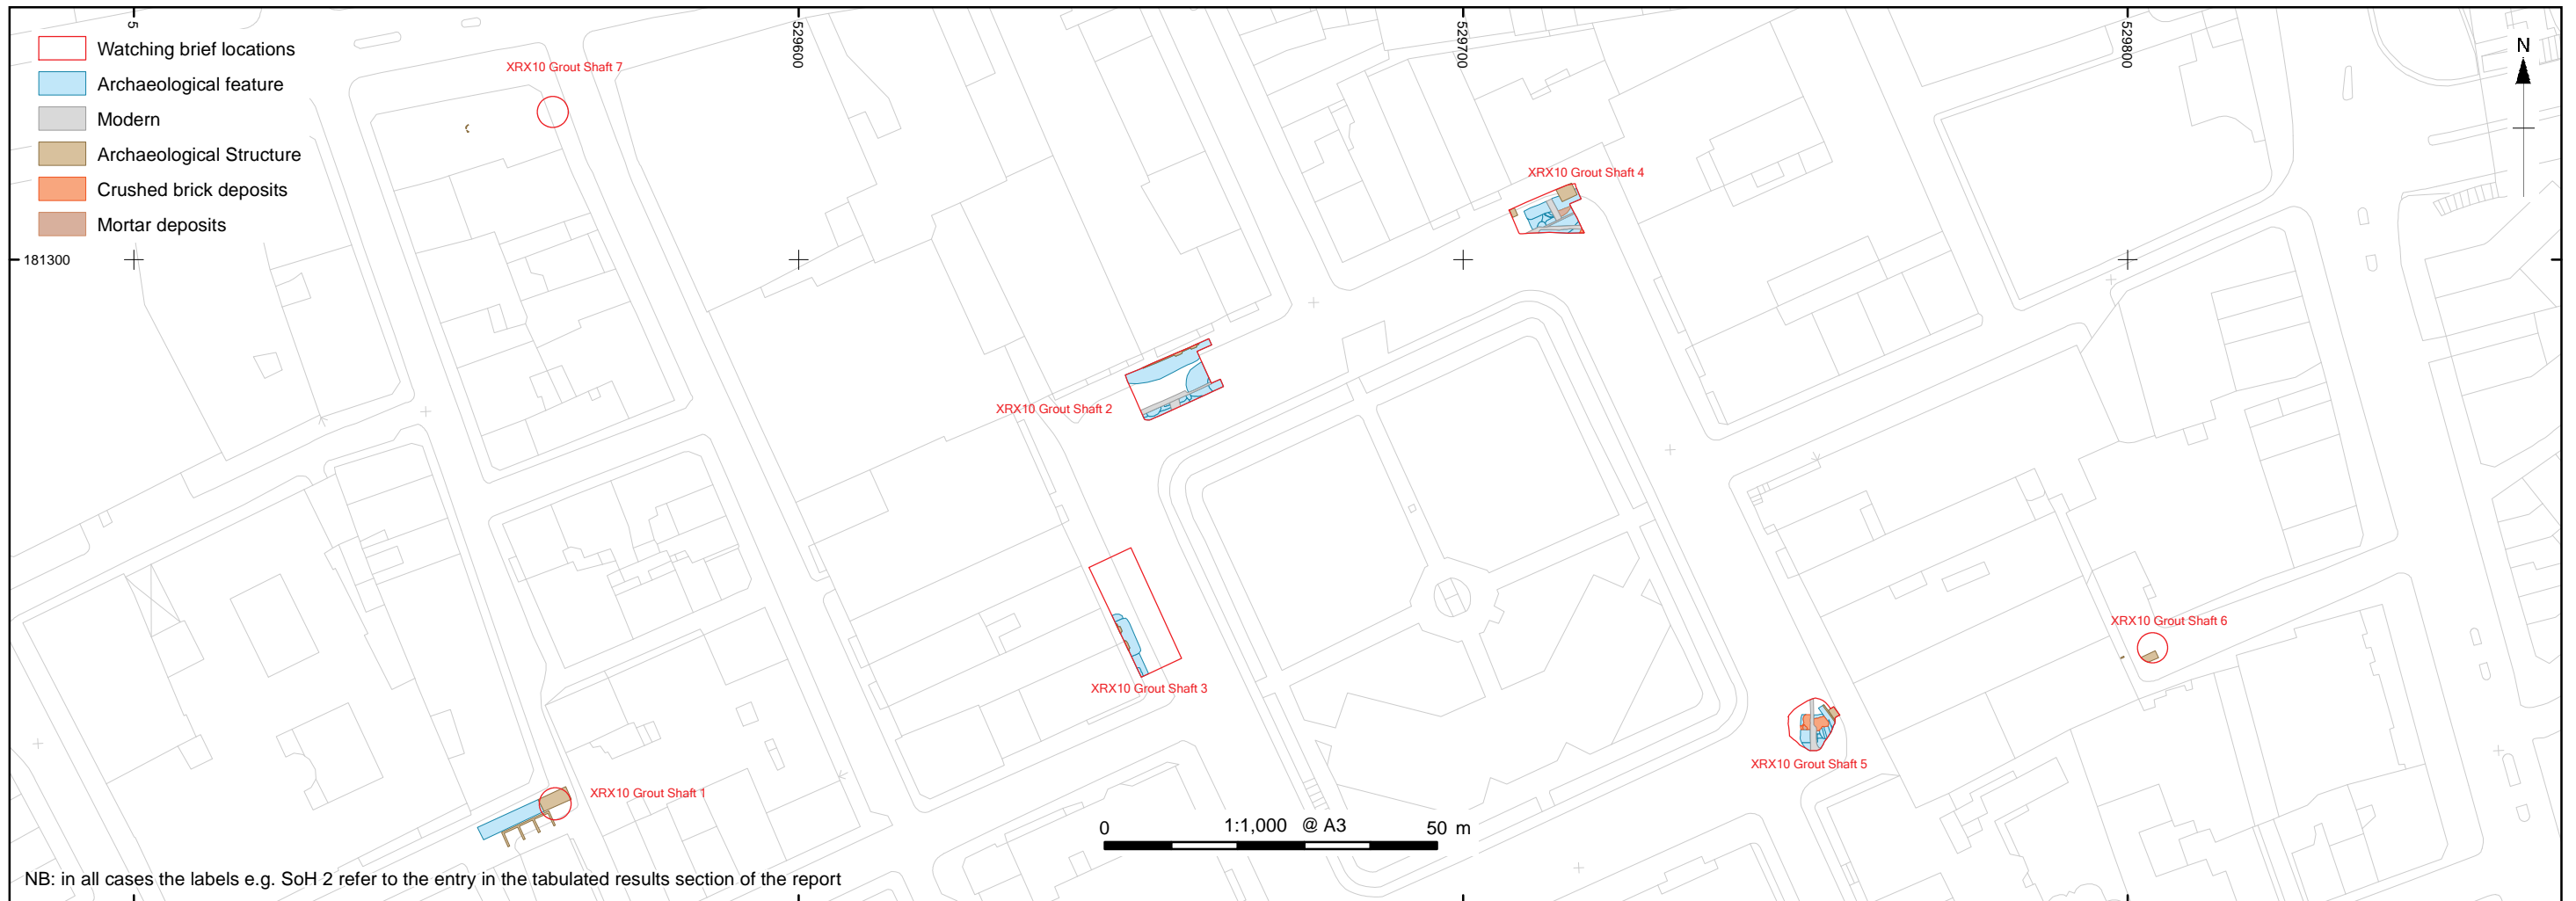 5
529600
529700
529800
N
Watching brief locations
Archaeological feature
Modern
Archaeological Structure
Crushed brick deposits
Mortar deposits
XRX10 Grout Shaft 7
XRX10 Grout Shaft 4
181300
XRX10 Grout Shaft 2
XRX10 Grout Shaft 6
XRX10 Grout Shaft 3
XRX10 Grout Shaft 5
XRX10 Grout Shaft 1
0 1:1,000 @ A3 50 m
NB: in all cases the labels e.g. SoH 2 refer to the entry in the tabulated results section of the report